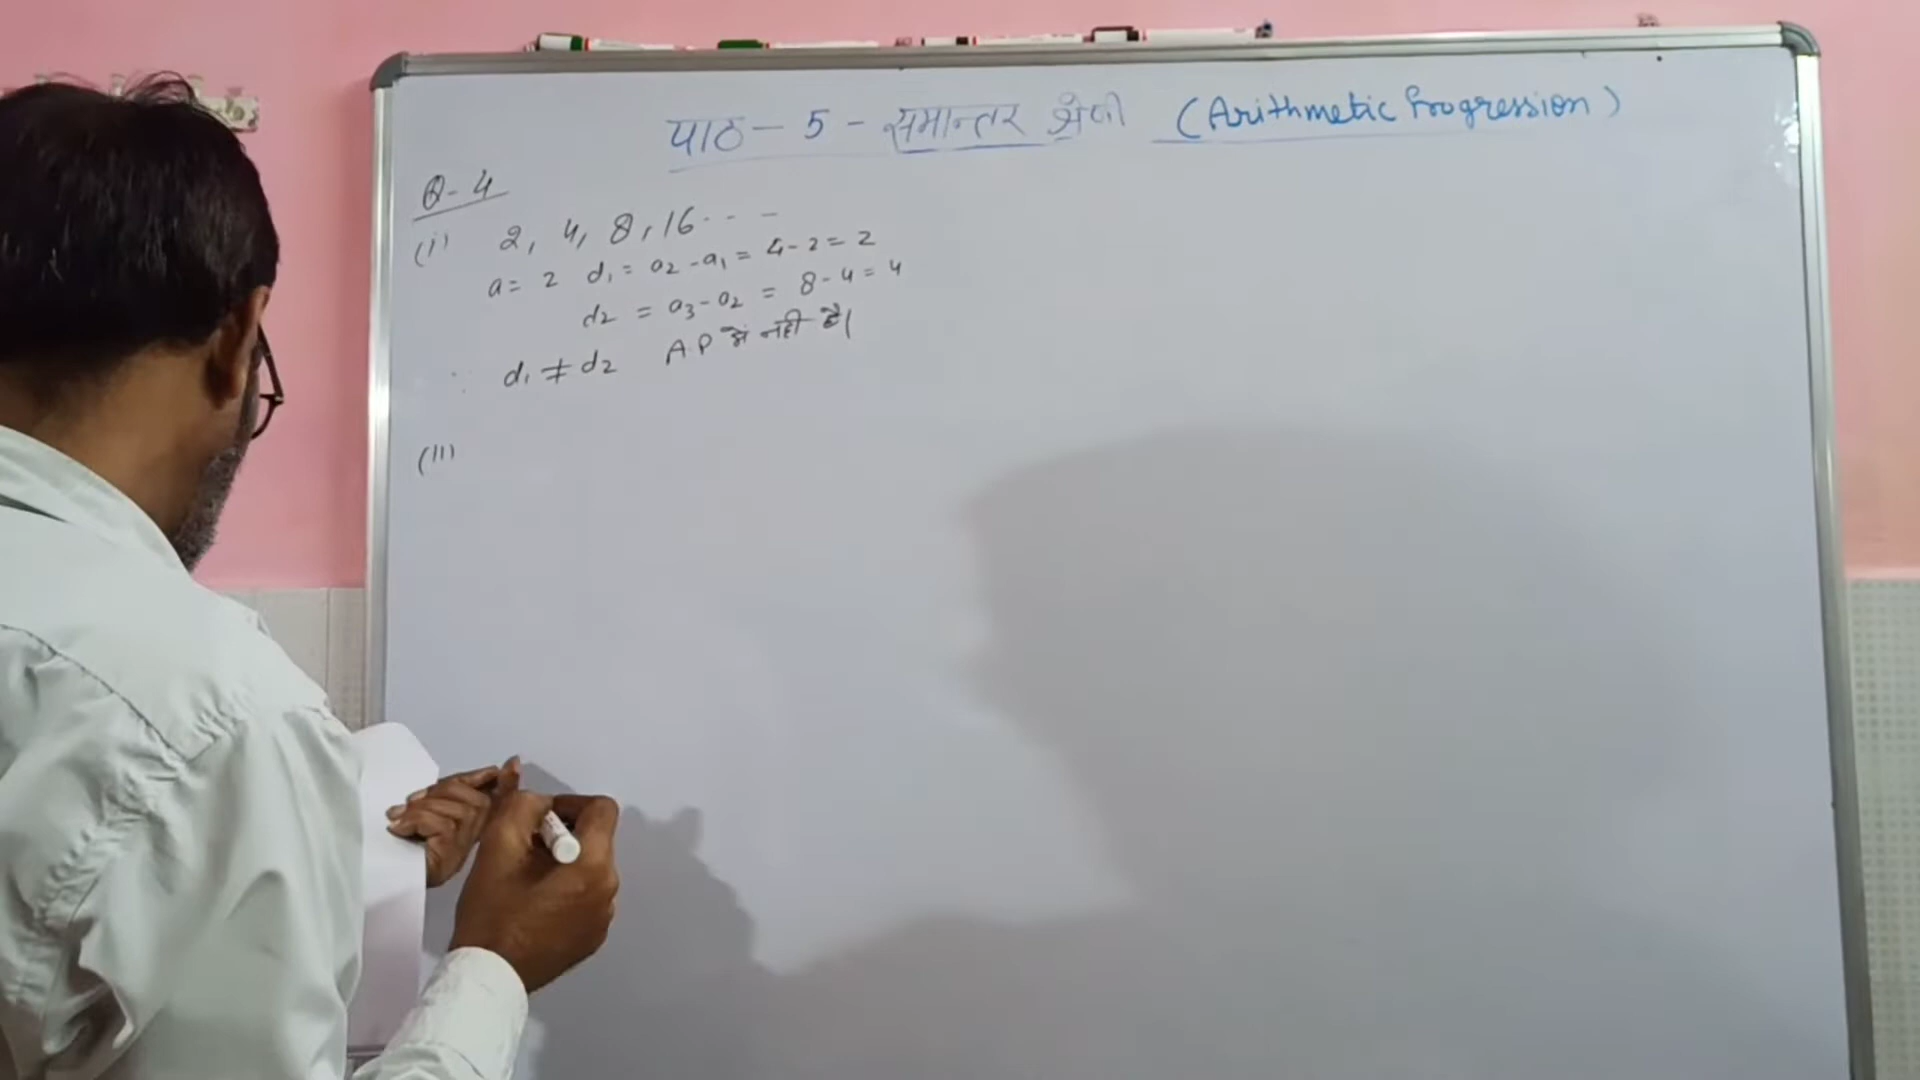 पाठ - 5 - समान्तर श्रेणी (Arithmetic Progression)
Q-4
(i) 2, 4, 8, 16 - - -
a = 2 d₁ = a₂ - a₁ = 4 - 2 = 2
d₂ = a₃ - a₂ = 8 - 4 = 4
∵ d₁ ≠ d₂ A.P में नही है।
(ii)